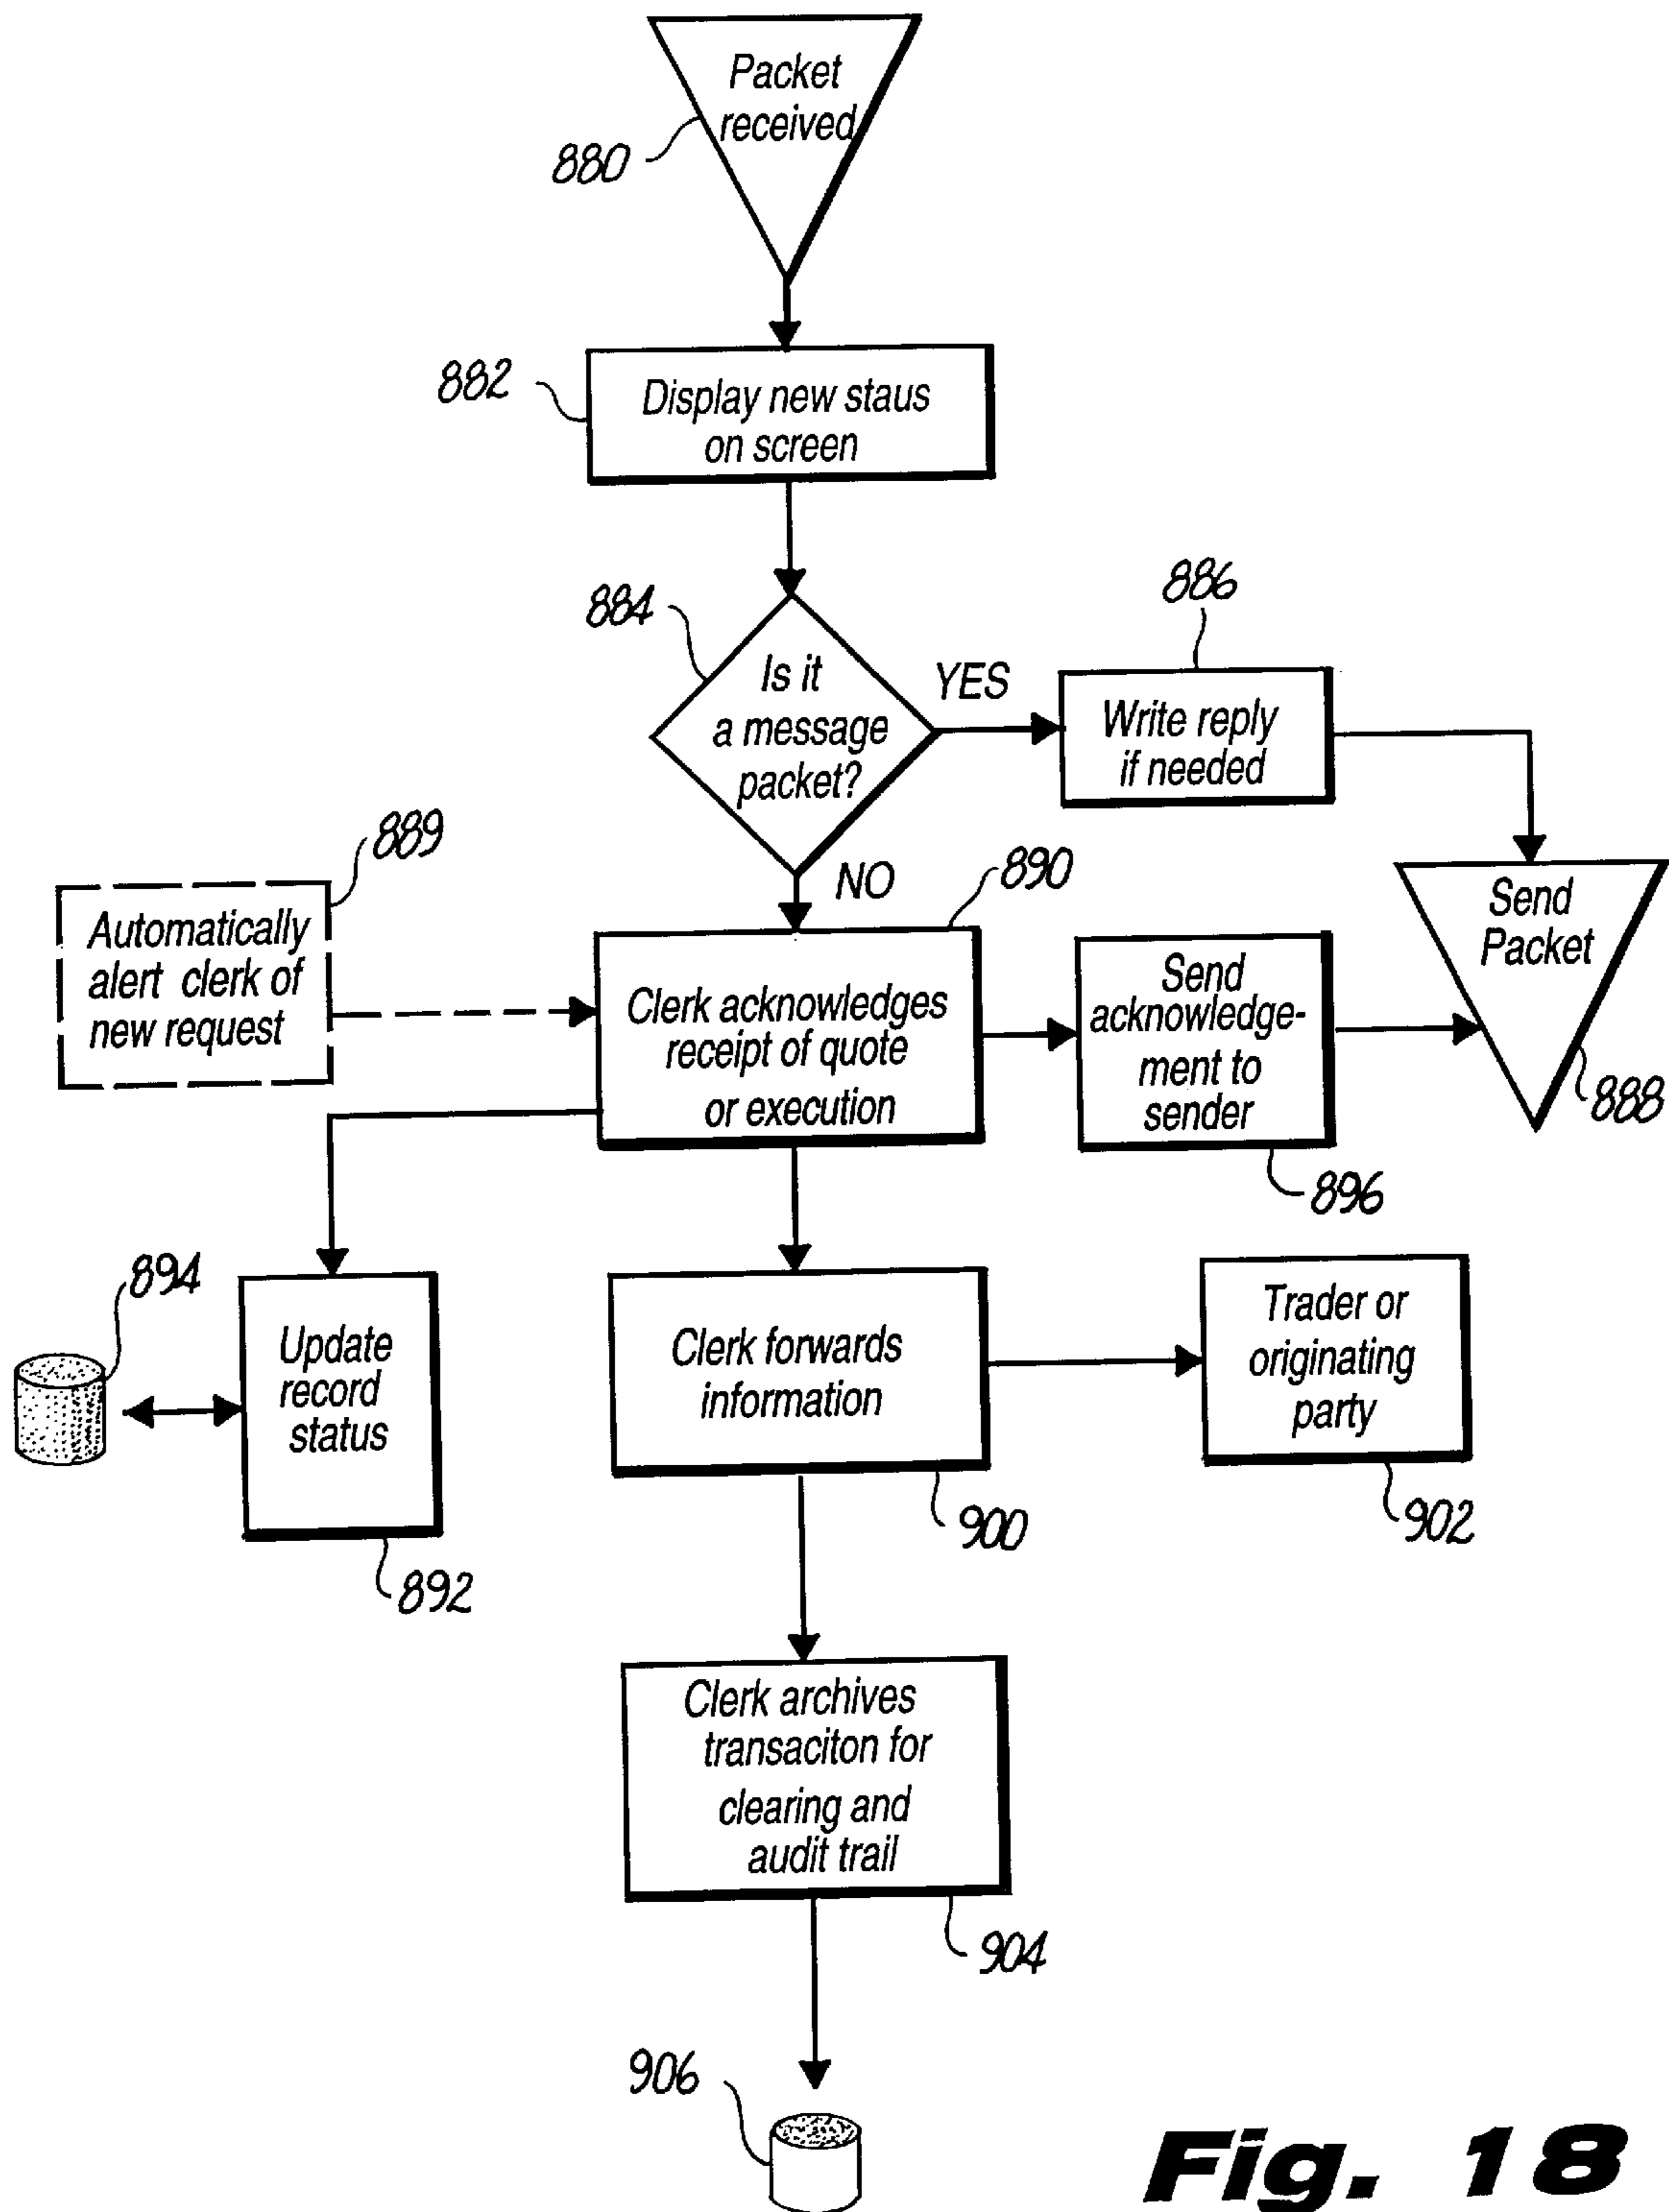 Packet
received
880
882
Display new staus
on screen
884
886
Is it
a message
packet?
YES
Write reply
if needed
889
NO
890
Send
Packet
Automatically
alert clerk of
new request
Clerk acknowledges
receipt of quote
or execution
Send
acknowledge-
ment to
sender
888
896
894
Update
record
status
Clerk forwards
information
Trader or
originating
party
892
900
902
Clerk archives
transaciton for
clearing and
audit trail
904
906
Fig. 18